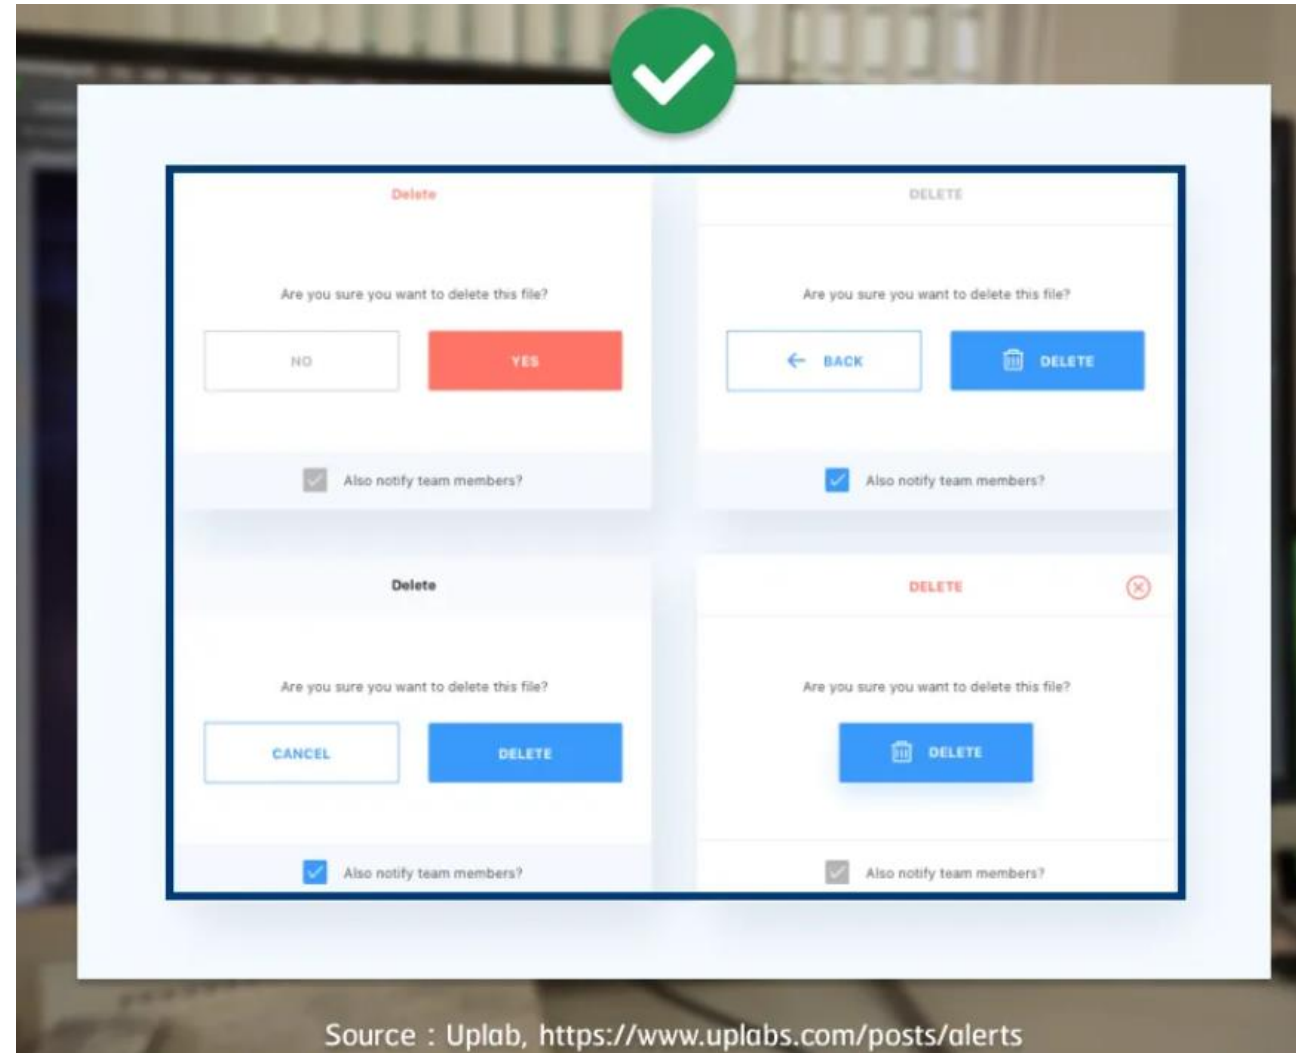 Delete
Are you sure you want to delete this file?
NO
YES
Also notify team members?
DELETE
Are you sure you want to delete this file?
BACK
DELETE
Also notify team members?
Delete
Are you sure you want to delete this file?
CANCEL
DELETE
Also notify team members?
DELETE
Are you sure you want to delete this file?
DELETE
Also notify team members?
Source : Uplab, https://www.uplabs.com/posts/alerts